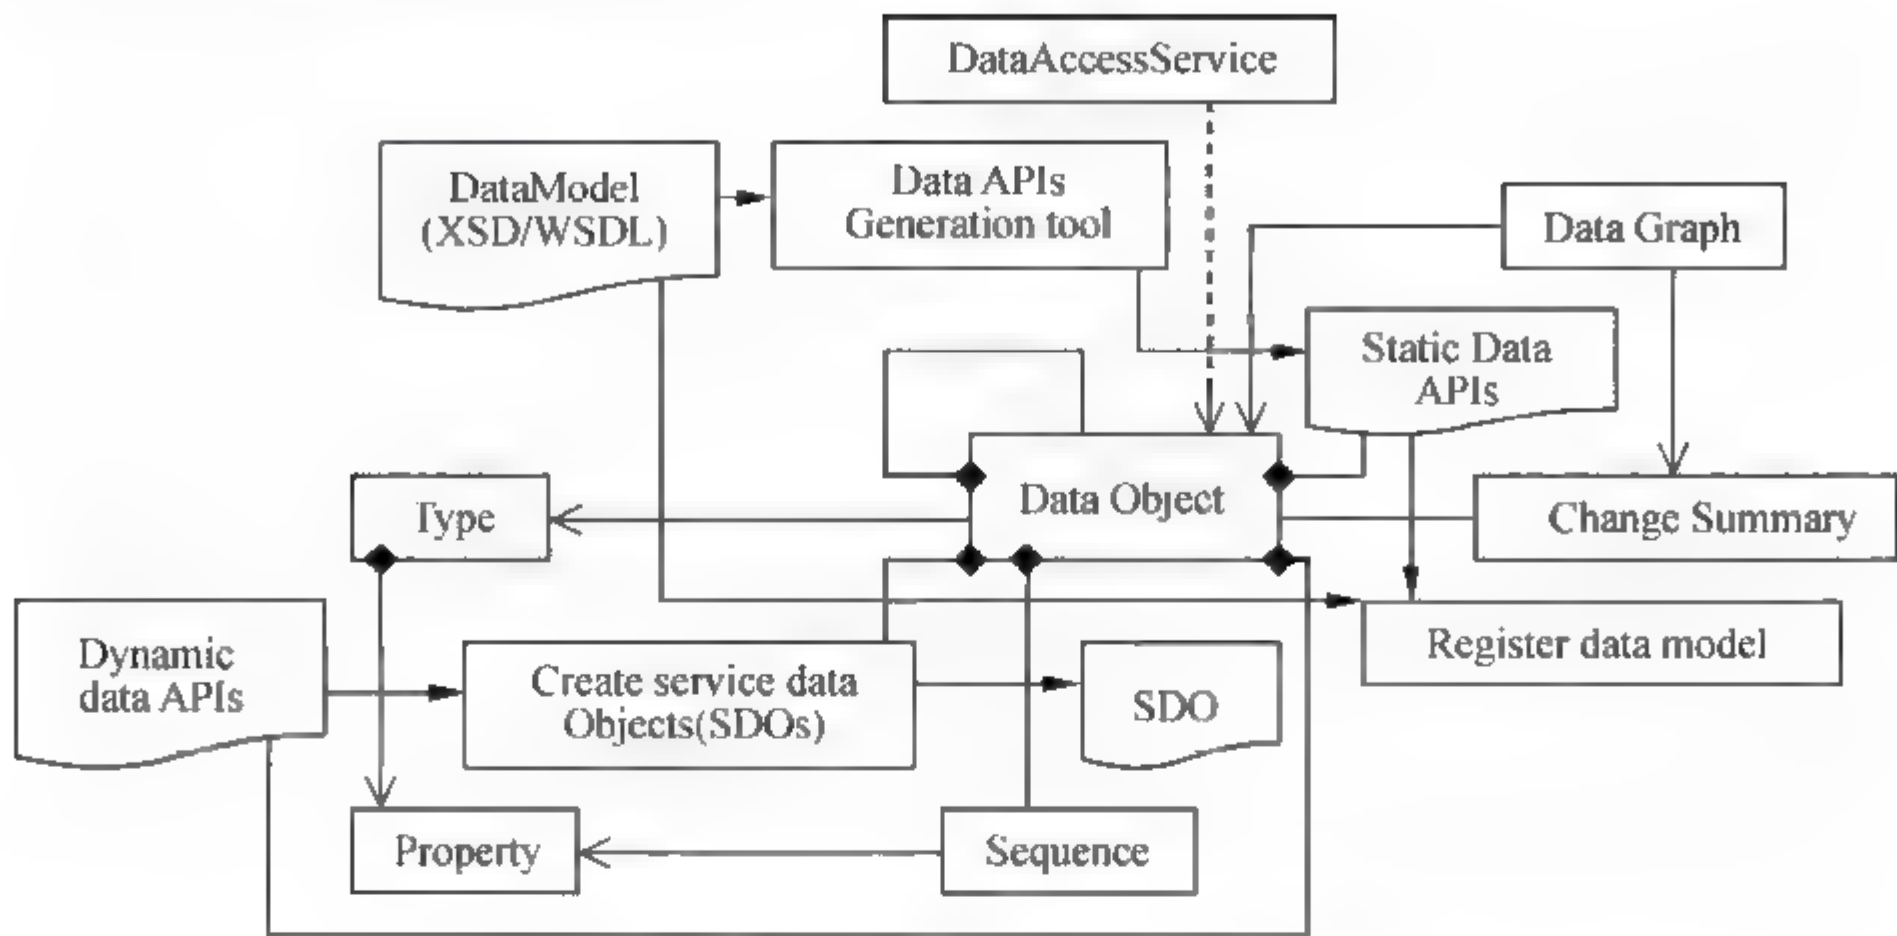 DataAccessService
DataModel
(XSD/WSDL)
Data APIs
Generation tool
Data Graph
Static Data
APIs
Type
Data Object
Change Summary
Dynamic
data APIs
Create service data
Objects(SDOs)
SDO
Register data model
Property
Sequence